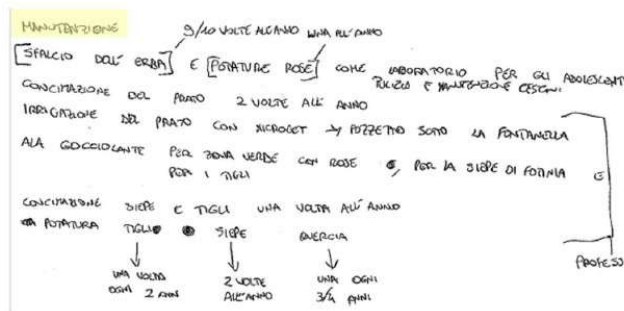 MANUTENZIONE
9/10 VOLTE ALL'ANNO UNA ALL'ANNO
[SFALCIO DELL'ERBA] E [POTATURE ROSE] COME LABORATORIO PER GLI ADOLESCENTI
PULIZIA E MANUTENZIONE CESTINI
CONCIMAZIONE DEL PRATO 2 VOLTE ALL'ANNO
IRRIGAZIONE DEL PRATO CON MICROGET → POZZETTO SOTTO LA FONTANELLA
ALA GOCCIOLANTE PER ZONA VERDE CON ROSE E, PER LA SIEPE DI FOTINIA E
PER I TIGLI
CONCIMAZIONE SIEPE E TIGLI UNA VOLTA ALL'ANNO
POTATURA TIGLI SIEPE QUERCIA
UNA VOLTA OGNI 2 ANNI
2 VOLTE ALL'ANNO
UNA OGNI 3/4 ANNI
PROFESS